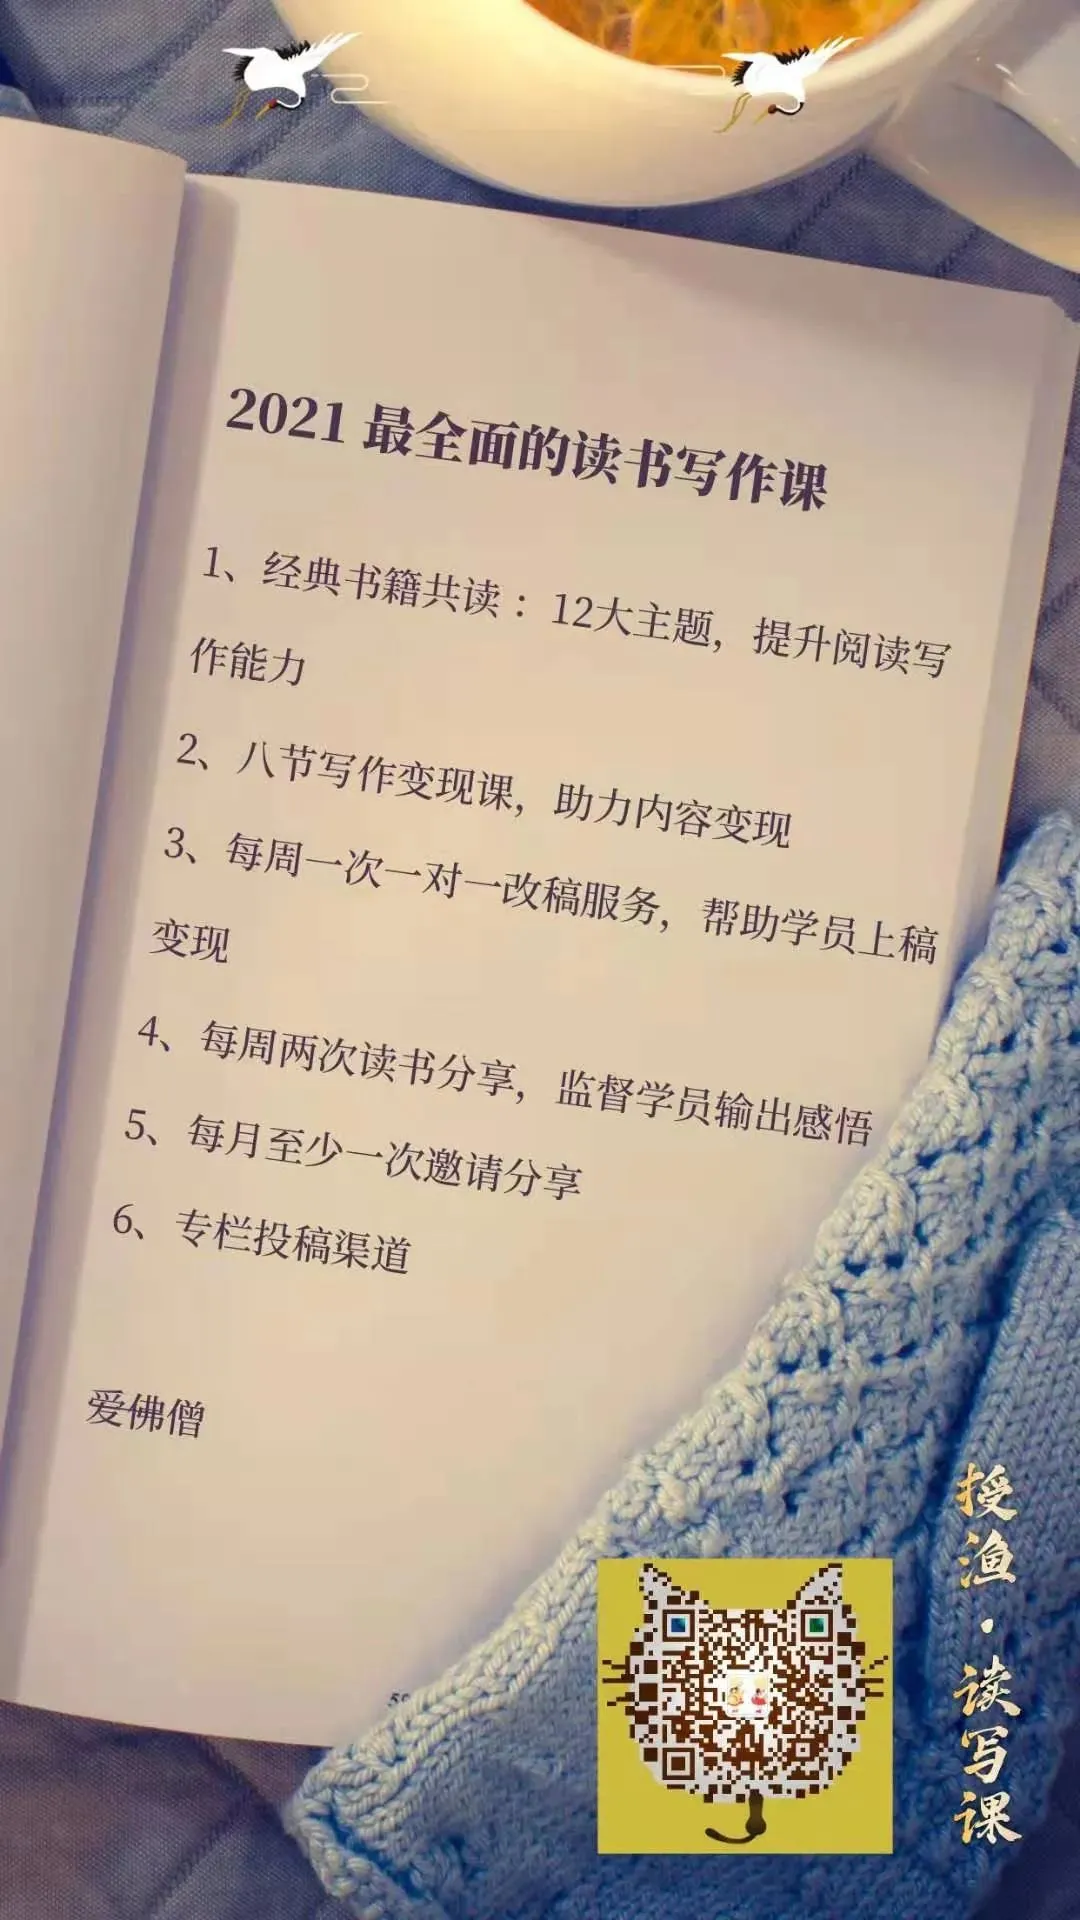 2021 最全面的读书写作课
1、经典书籍共读：12大主题，提升阅读写
作能力
2、八节写作变现课，助力内容变现
3、每周一次一对一改稿服务，帮助学员上稿
变现
4、每周两次读书分享，监督学员输出感悟
5、每月至少一次邀请分享
6、专栏投稿渠道
爱佛僧
授渔·读写课